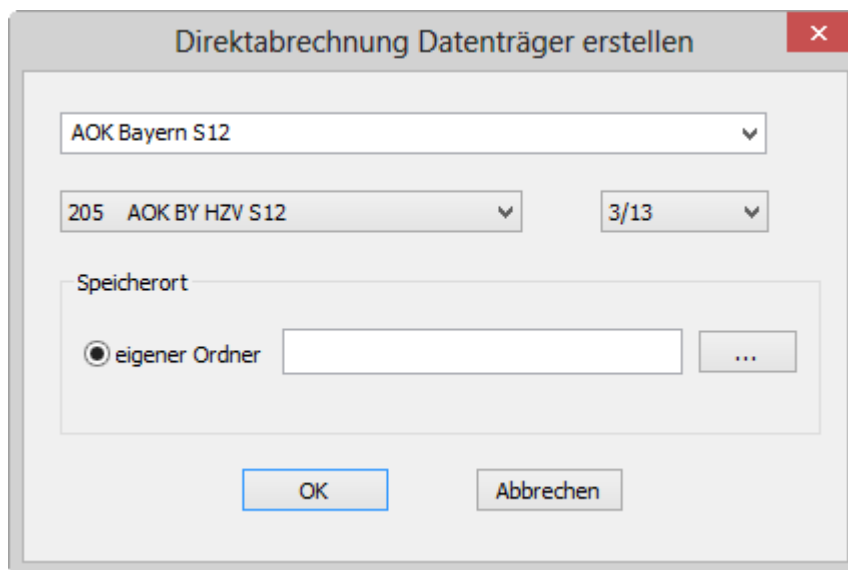 Direktabrechnung Datenträger erstellen
AOK Bayern S12
205 AOK BY HZV S12 3/13
Speicherort
eigener Ordner ...
OK Abbrechen